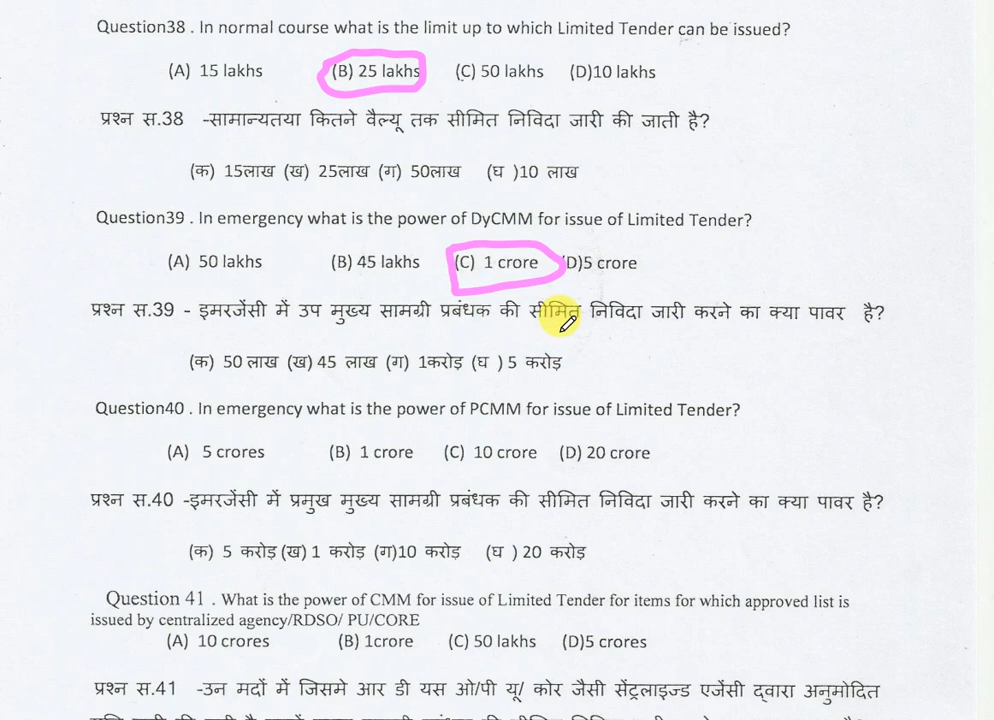 Question38 . In normal course what is the limit up to which Limited Tender can be issued?
(A) 15 lakhs (B) 25 lakhs (C) 50 lakhs (D)10 lakhs
प्रश्न स.38 -सामान्यतया कितने वैल्यू तक सीमित निविदा जारी की जाती है?
(क) 15लाख (ख) 25लाख (ग) 50लाख (घ )10 लाख
Question39 . In emergency what is the power of DyCMM for issue of Limited Tender?
(A) 50 lakhs (B) 45 lakhs (C) 1 crore (D)5 crore
प्रश्न स.39 - इमरजेंसी में उप मुख्य सामग्री प्रबंधक की सीमित निविदा जारी करने का क्या पावर है?
(क) 50 लाख (ख) 45 लाख (ग) 1करोड़ (घ ) 5 करोड़
Question40 . In emergency what is the power of PCMM for issue of Limited Tender?
(A) 5 crores (B) 1 crore (C) 10 crore (D) 20 crore
प्रश्न स.40 -इमरजेंसी में प्रमुख मुख्य सामग्री प्रबंधक की सीमित निविदा जारी करने का क्या पावर है?
(क) 5 करोड़ (ख) 1 करोड़ (ग)10 करोड़ (घ ) 20 करोड़
Question 41 . What is the power of CMM for issue of Limited Tender for items for which approved list is
issued by centralized agency/RDSO/ PU/CORE
(A) 10 crores (B) 1crore (C) 50 lakhs (D)5 crores
प्रश्न स.41 -उन मदों में जिसमे आर डी यस ओ/पी यू/ कोर जैसी सेंट्रलाइज्ड एजेंसी द्वारा अनुमोदित